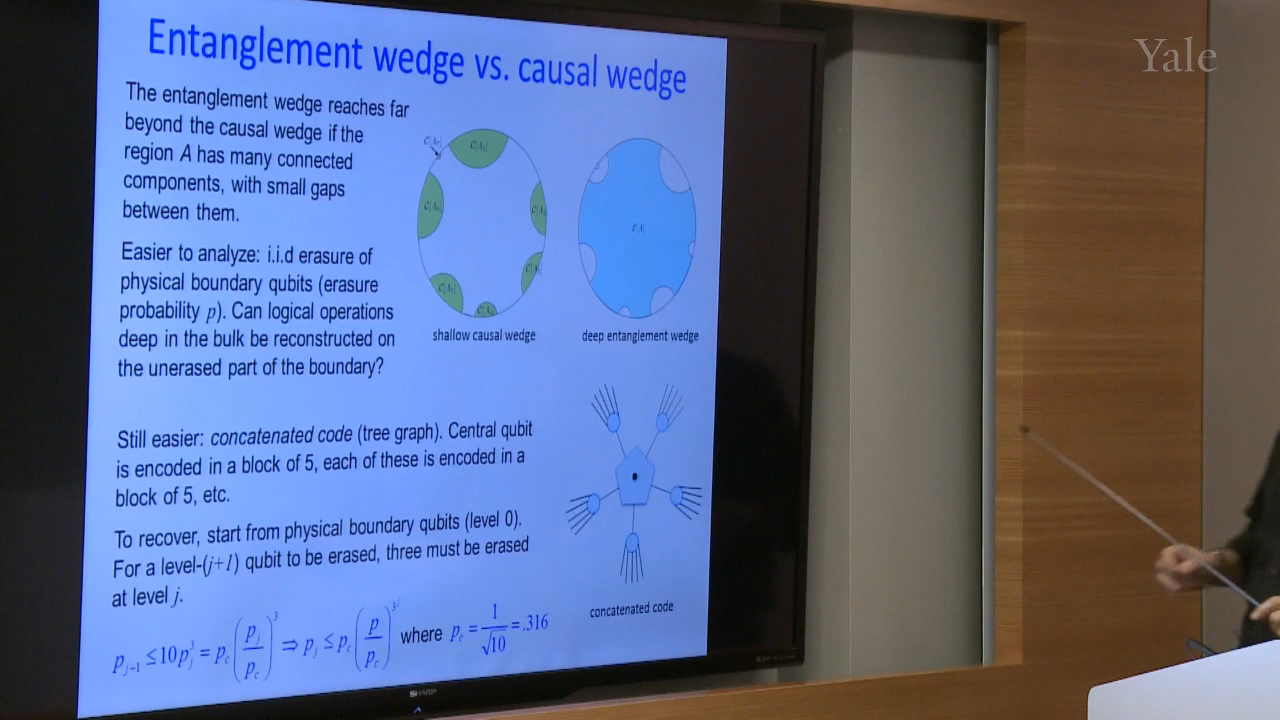 Yale
Entanglement wedge vs. causal wedge
The entanglement wedge reaches far
beyond the causal wedge if the
region A has many connected
components, with small gaps
between them.
Easier to analyze: i.i.d erasure of
physical boundary qubits (erasure
probability p). Can logical operations
deep in the bulk be reconstructed on
the unerased part of the boundary?
shallow causal wedge
deep entanglement wedge
Still easier: concatenated code (tree graph). Central qubit
is encoded in a block of 5, each of these is encoded in a
block of 5, etc.
To recover, start from physical boundary qubits (level 0).
For a level-(j+1) qubit to be erased, three must be erased
at level j.
concatenated code
p_{j+1} ≤ 10p_j^3 = p_c (p_j / p_c)^3 ⇒ p_j ≤ p_c (p / p_c)^{3^j} where p_c = 1/√10 = .316
SHARP